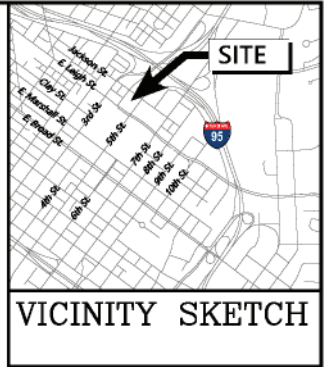 SITE
Jackson St.
E. Leigh St.
Clay St.
E. Marshall St.
E. Broad St.
3rd St.
5th St.
7th St.
8th St.
9th St.
10th St.
4th St.
6th St.
95
VICINITY SKETCH